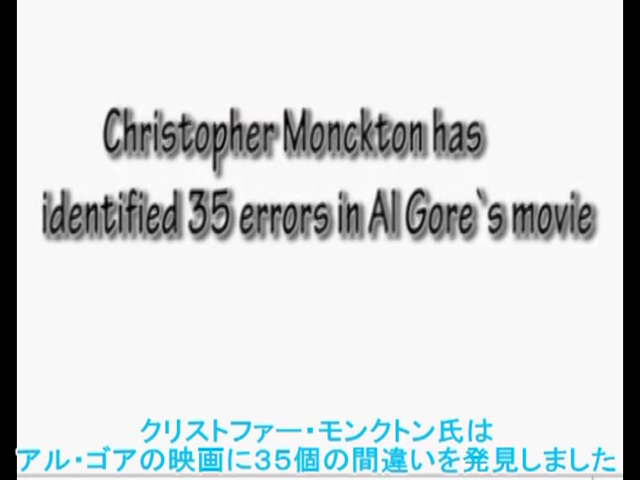 Christopher Monckton has
identified 35 errors in Al Gore`s movie
クリストファー・モンクトン氏は
アル・ゴアの映画に３５個の間違いを発見しました